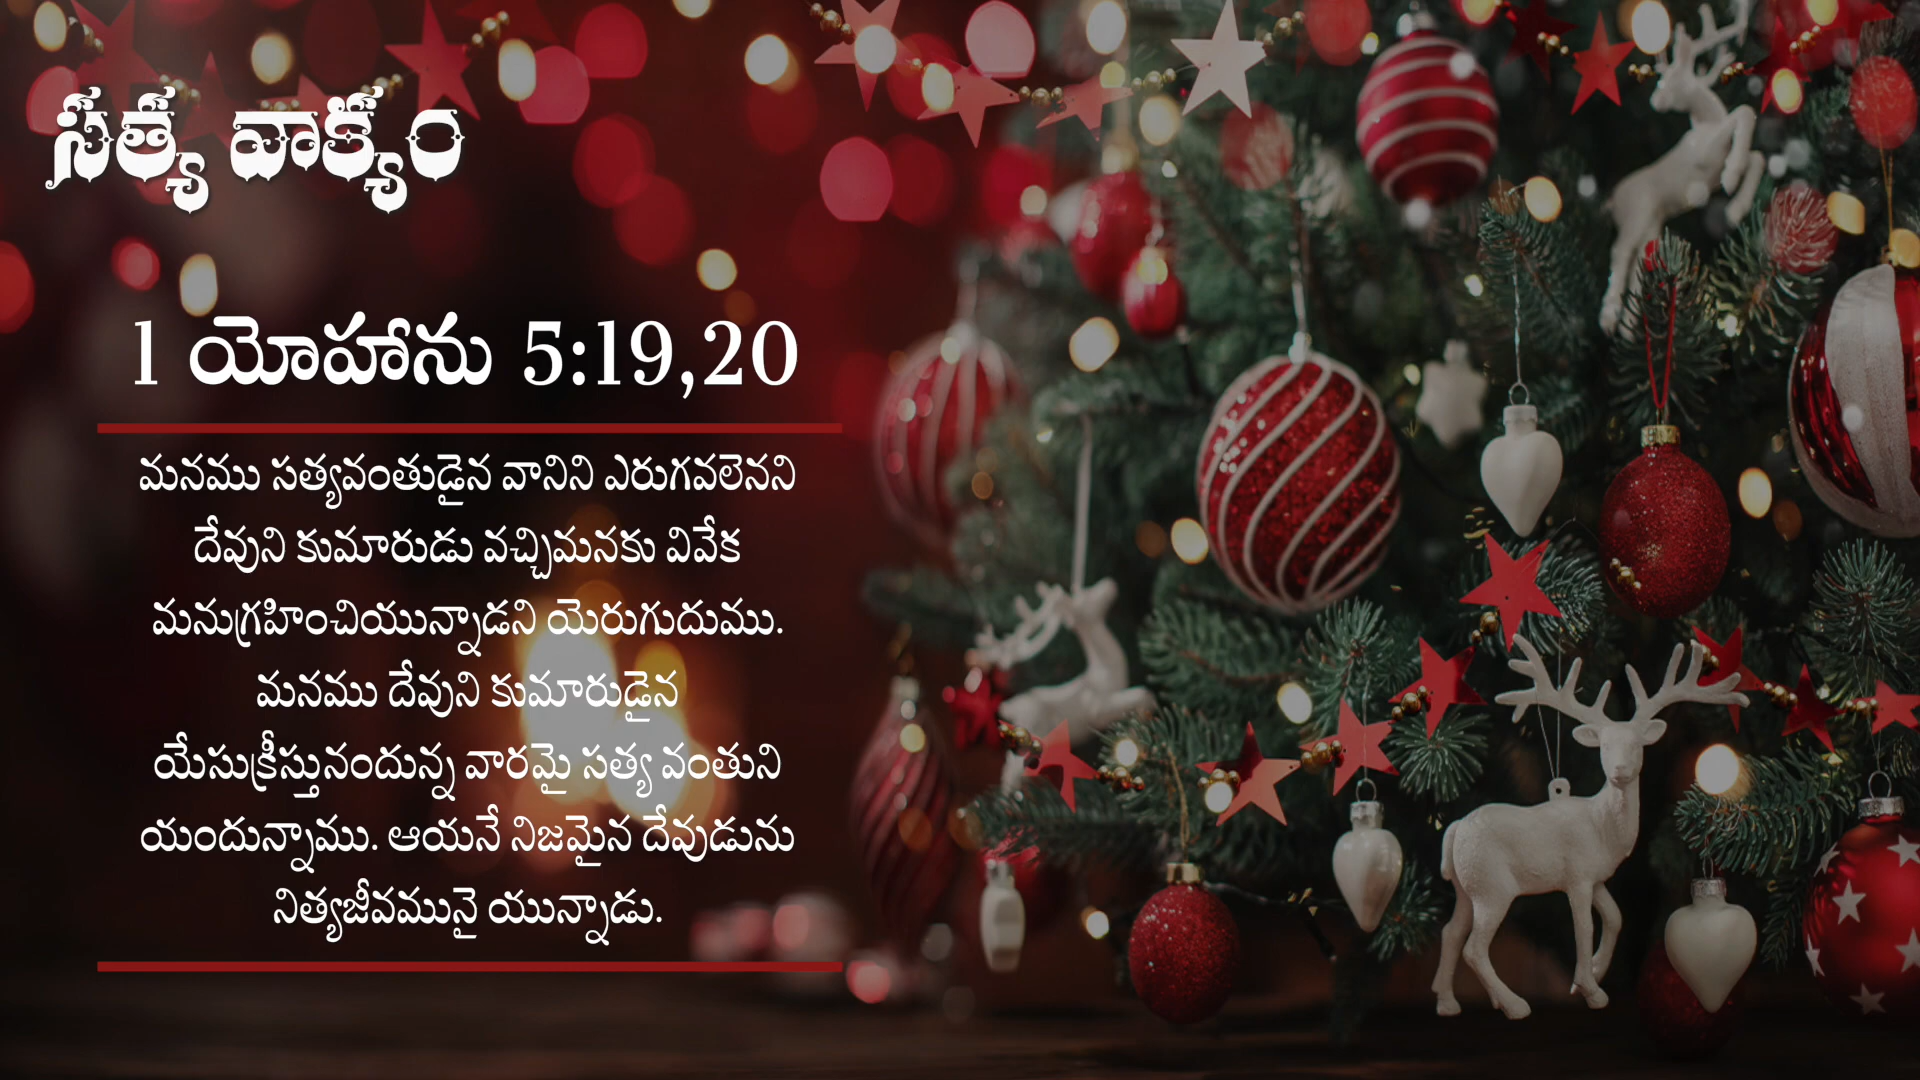 సత్య వాక్యం
1 యోహాను 5:19,20
మనము సత్యవంతుడైన వానిని ఎరుగవలెనని
దేవుని కుమారుడు వచ్చిమనకు వివేక
మనుగ్రహించియున్నాడని యెరుగుదుము.
మనము దేవుని కుమారుడైన
యేసుక్రీస్తునందున్న వారమై సత్య వంతుని
యందున్నాము. ఆయనే నిజమైన దేవుడును
నిత్యజీవమునై యున్నాడు.